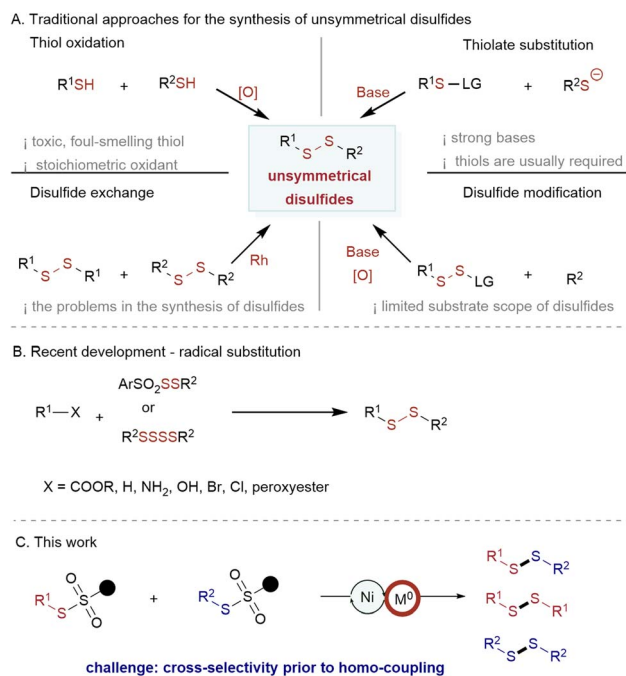 A. Traditional approaches for the synthesis of unsymmetrical disulfides
Thiol oxidation
Thiolate substitution
R¹SH + R²SH
[O]
Base
R¹S—LG + R²S⊖
¡ toxic, foul-smelling thiol
¡ stoichiometric oxidant
R¹ S S R²
unsymmetrical
disulfides
¡ strong bases
¡ thiols are usually required
Disulfide exchange
Disulfide modification
R¹ S S R¹ + R² S S R²
Rh
Base
[O]
R¹ S S LG + R²
¡ the problems in the synthesis of disulfides
¡ limited substrate scope of disulfides
B. Recent development - radical substitution
R¹—X +
ArSO₂SSR²
or
R²SSSSR²
R¹ S S R²
X = COOR, H, NH₂, OH, Br, Cl, peroxyester
C. This work
R¹ S S O O + R² S S O O
Ni M⁰
R¹ S S R²
R¹ S S R¹
R² S S R²
challenge: cross-selectivity prior to homo-coupling